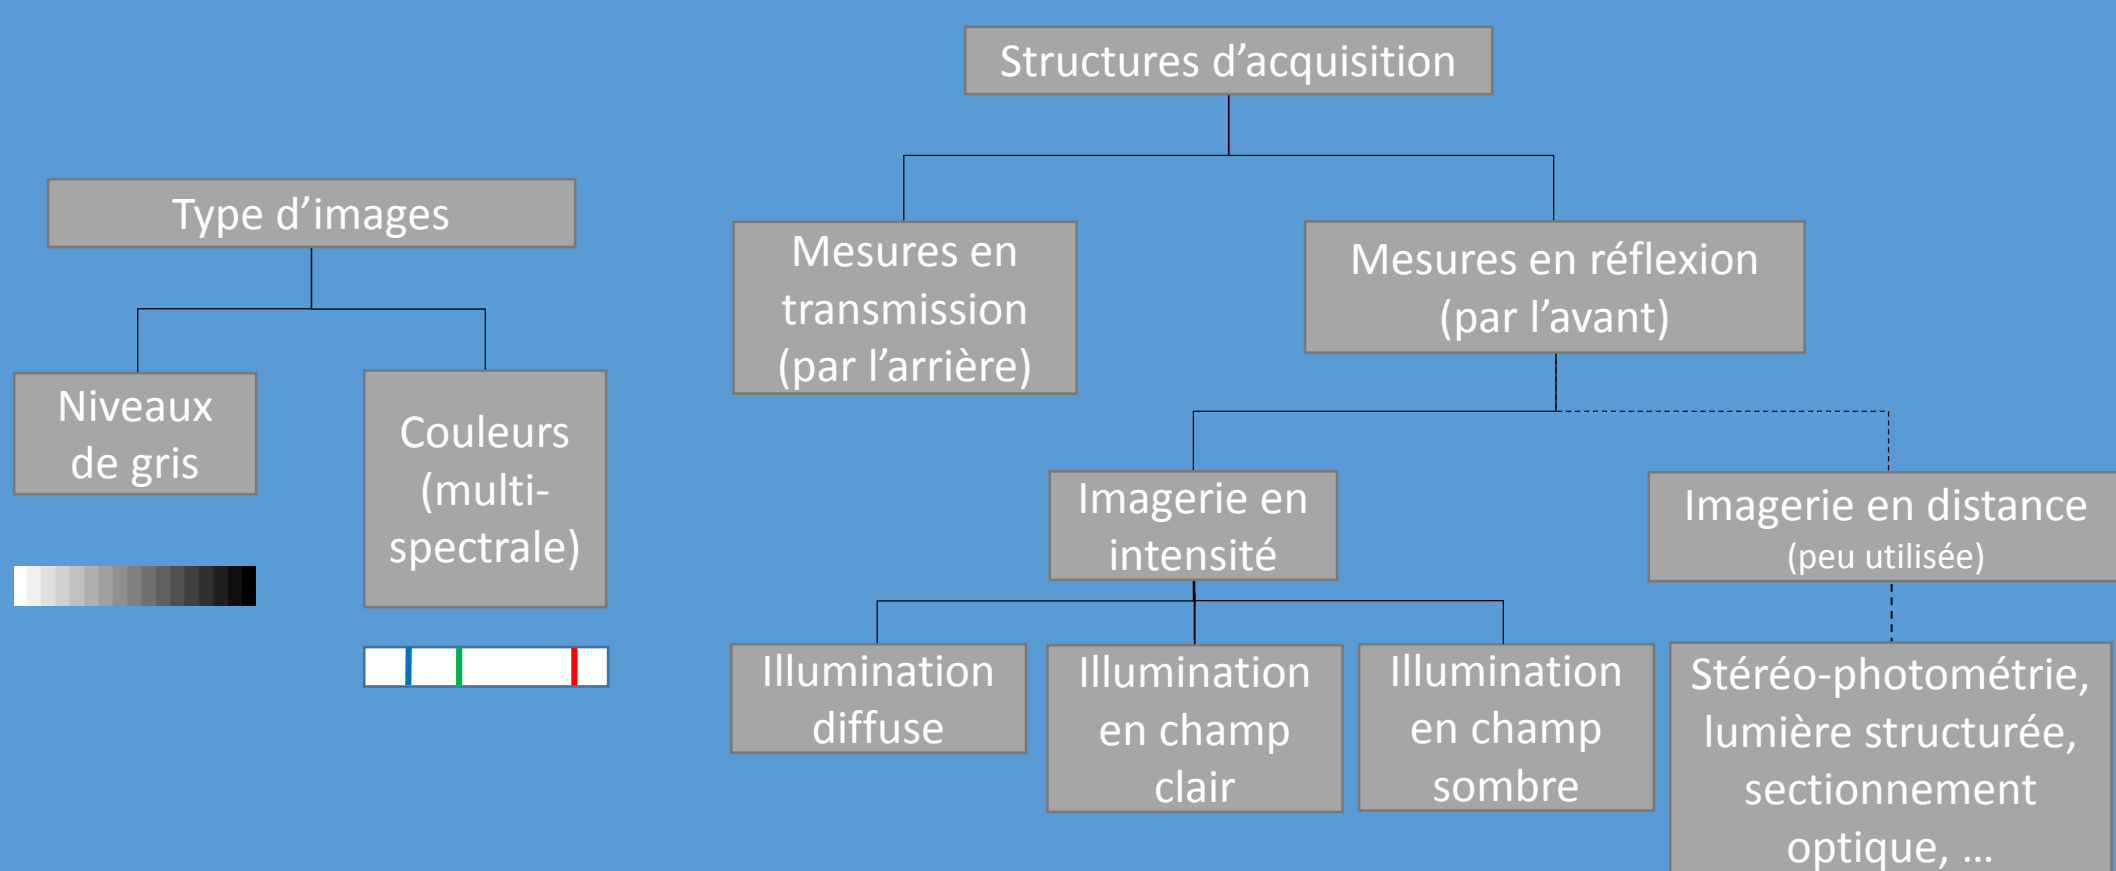 Structures d’acquisition
Type d’images
Mesures en
transmission
(par l’arrière)
Mesures en réflexion
(par l’avant)
Niveaux
de gris
Couleurs
(multi-
spectrale)
Imagerie en
intensité
Imagerie en distance
(peu utilisée)
Illumination
diffuse
Illumination
en champ
clair
Illumination
en champ
sombre
Stéréo-photométrie,
lumière structurée,
sectionnement
optique, ...